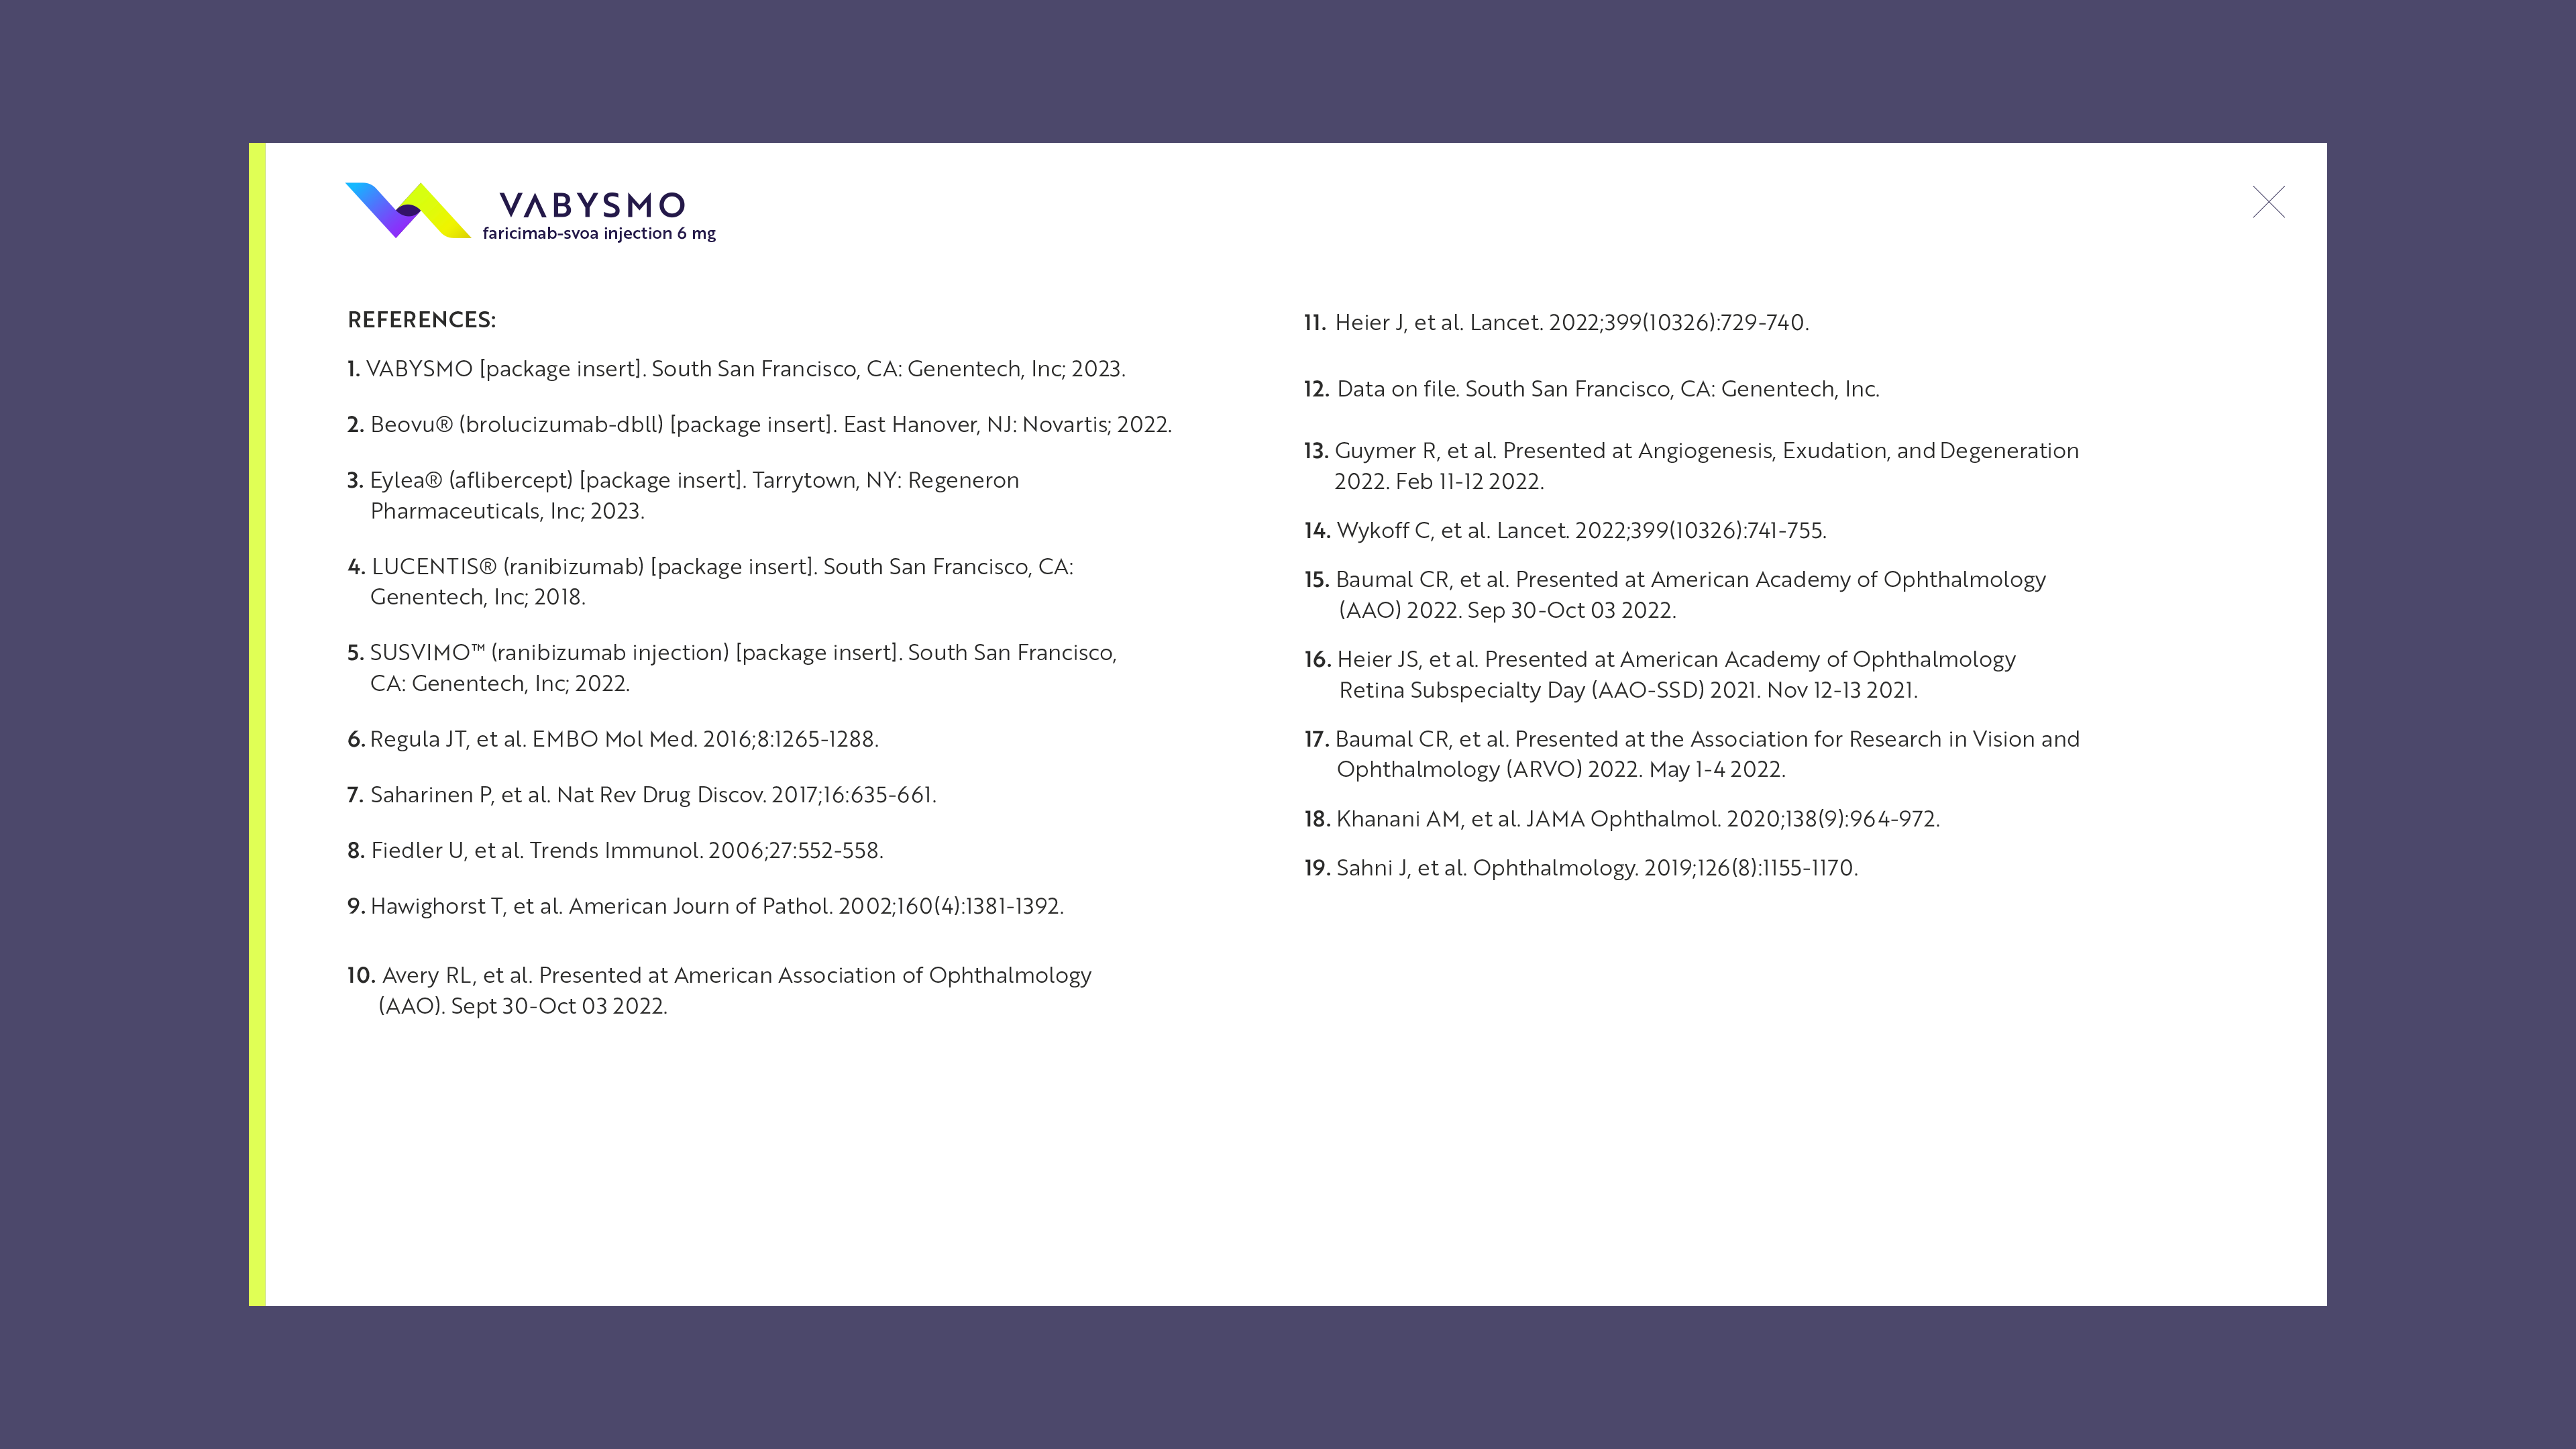 VABYSMO
faricimab-svoa injection 6 mg
REFERENCES:
1. VABYSMO [package insert]. South San Francisco, CA: Genentech, Inc; 2023.
2. Beovu® (brolucizumab-dbll) [package insert]. East Hanover, NJ: Novartis; 2022.
3. Eylea® (aflibercept) [package insert]. Tarrytown, NY: Regeneron
Pharmaceuticals, Inc; 2023.
4. LUCENTIS® (ranibizumab) [package insert]. South San Francisco, CA:
Genentech, Inc; 2018.
5. SUSVIMO™ (ranibizumab injection) [package insert]. South San Francisco,
CA: Genentech, Inc; 2022.
6. Regula JT, et al. EMBO Mol Med. 2016;8:1265-1288.
7. Saharinen P, et al. Nat Rev Drug Discov. 2017;16:635-661.
8. Fiedler U, et al. Trends Immunol. 2006;27:552-558.
9. Hawighorst T, et al. American Journ of Pathol. 2002;160(4):1381-1392.
10. Avery RL, et al. Presented at American Association of Ophthalmology
(AAO). Sept 30-Oct 03 2022.
11. Heier J, et al. Lancet. 2022;399(10326):729-740.
12. Data on file. South San Francisco, CA: Genentech, Inc.
13. Guymer R, et al. Presented at Angiogenesis, Exudation, and Degeneration
2022. Feb 11-12 2022.
14. Wykoff C, et al. Lancet. 2022;399(10326):741-755.
15. Baumal CR, et al. Presented at American Academy of Ophthalmology
(AAO) 2022. Sep 30-Oct 03 2022.
16. Heier JS, et al. Presented at American Academy of Ophthalmology
Retina Subspecialty Day (AAO-SSD) 2021. Nov 12-13 2021.
17. Baumal CR, et al. Presented at the Association for Research in Vision and
Ophthalmology (ARVO) 2022. May 1-4 2022.
18. Khanani AM, et al. JAMA Ophthalmol. 2020;138(9):964-972.
19. Sahni J, et al. Ophthalmology. 2019;126(8):1155-1170.